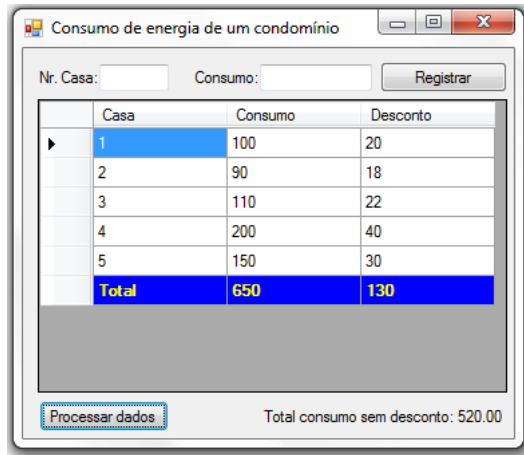 Consumo de energia de um condomínio
Nr. Casa: Consumo: Registrar
Casa Consumo Desconto
1 100 20
2 90 18
3 110 22
4 200 40
5 150 30
Total 650 130
Processar dados Total consumo sem desconto: 520.00